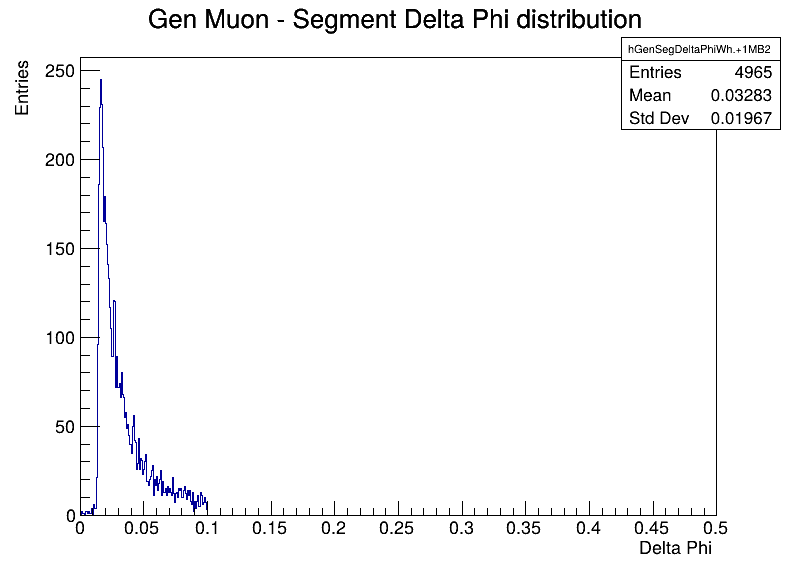 Gen Muon - Segment Delta Phi distribution
hGenSegDeltaPhiWh.+1MB2
Entries 4965
Mean 0.03283
Std Dev 0.01967
Entries
250
200
150
100
50
0
0 0.05 0.1 0.15 0.2 0.25 0.3 0.35 0.4 0.45 0.5
Delta Phi